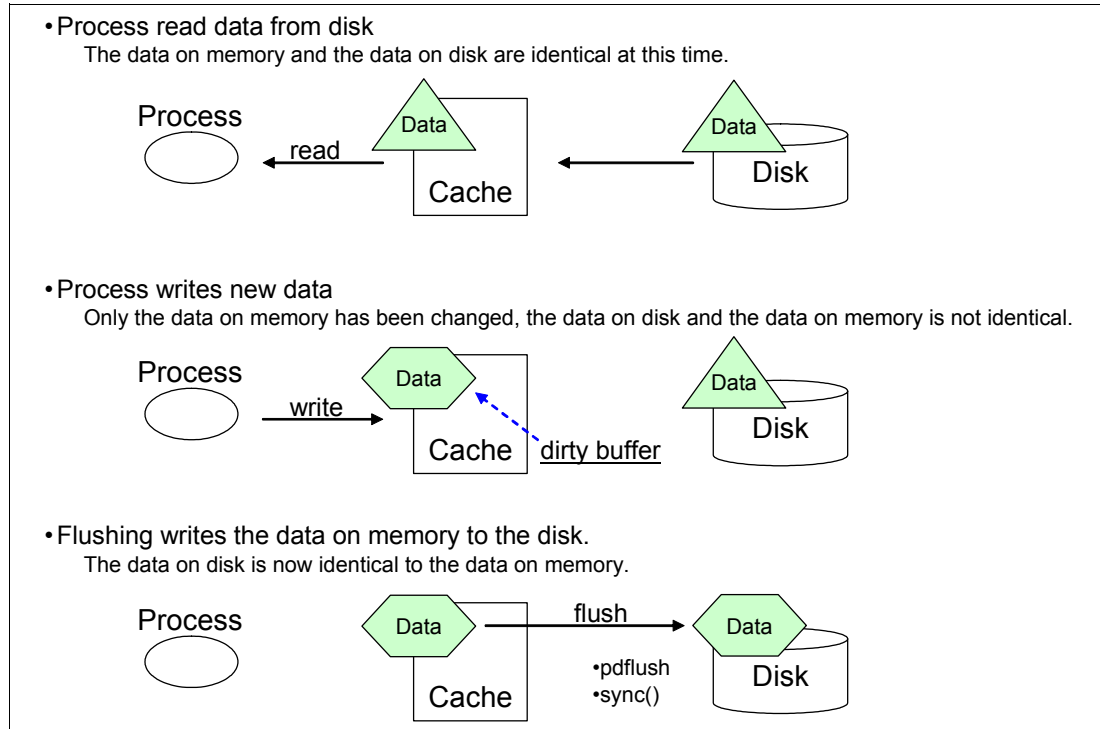 •Process read data from disk
The data on memory and the data on disk are identical at this time.
Process
read
Data
Cache
Data
Disk
•Process writes new data
Only the data on memory has been changed, the data on disk and the data on memory is not identical.
Process
write
Data
Cache
dirty buffer
Data
Disk
•Flushing writes the data on memory to the disk.
The data on disk is now identical to the data on memory.
Process
Data
Cache
flush
•pdflush
•sync()
Data
Disk